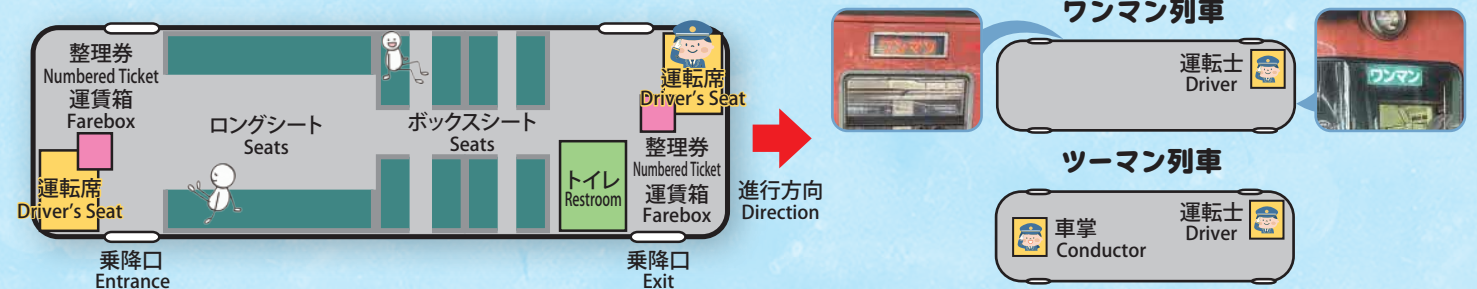 整理券
Numbered Ticket
運賃箱
Farebox
運転席
Driver's Seat
乗降口
Entrance
ロングシート
Seats
ボックスシート
Seats
トイレ
Restroom
運転席
Driver's Seat
整理券
Numbered Ticket
運賃箱
Farebox
乗降口
Exit
進行方向
Direction
ワンマン列車
運転士
Driver
ワンマン
ツーマン列車
車掌
Conductor
運転士
Driver